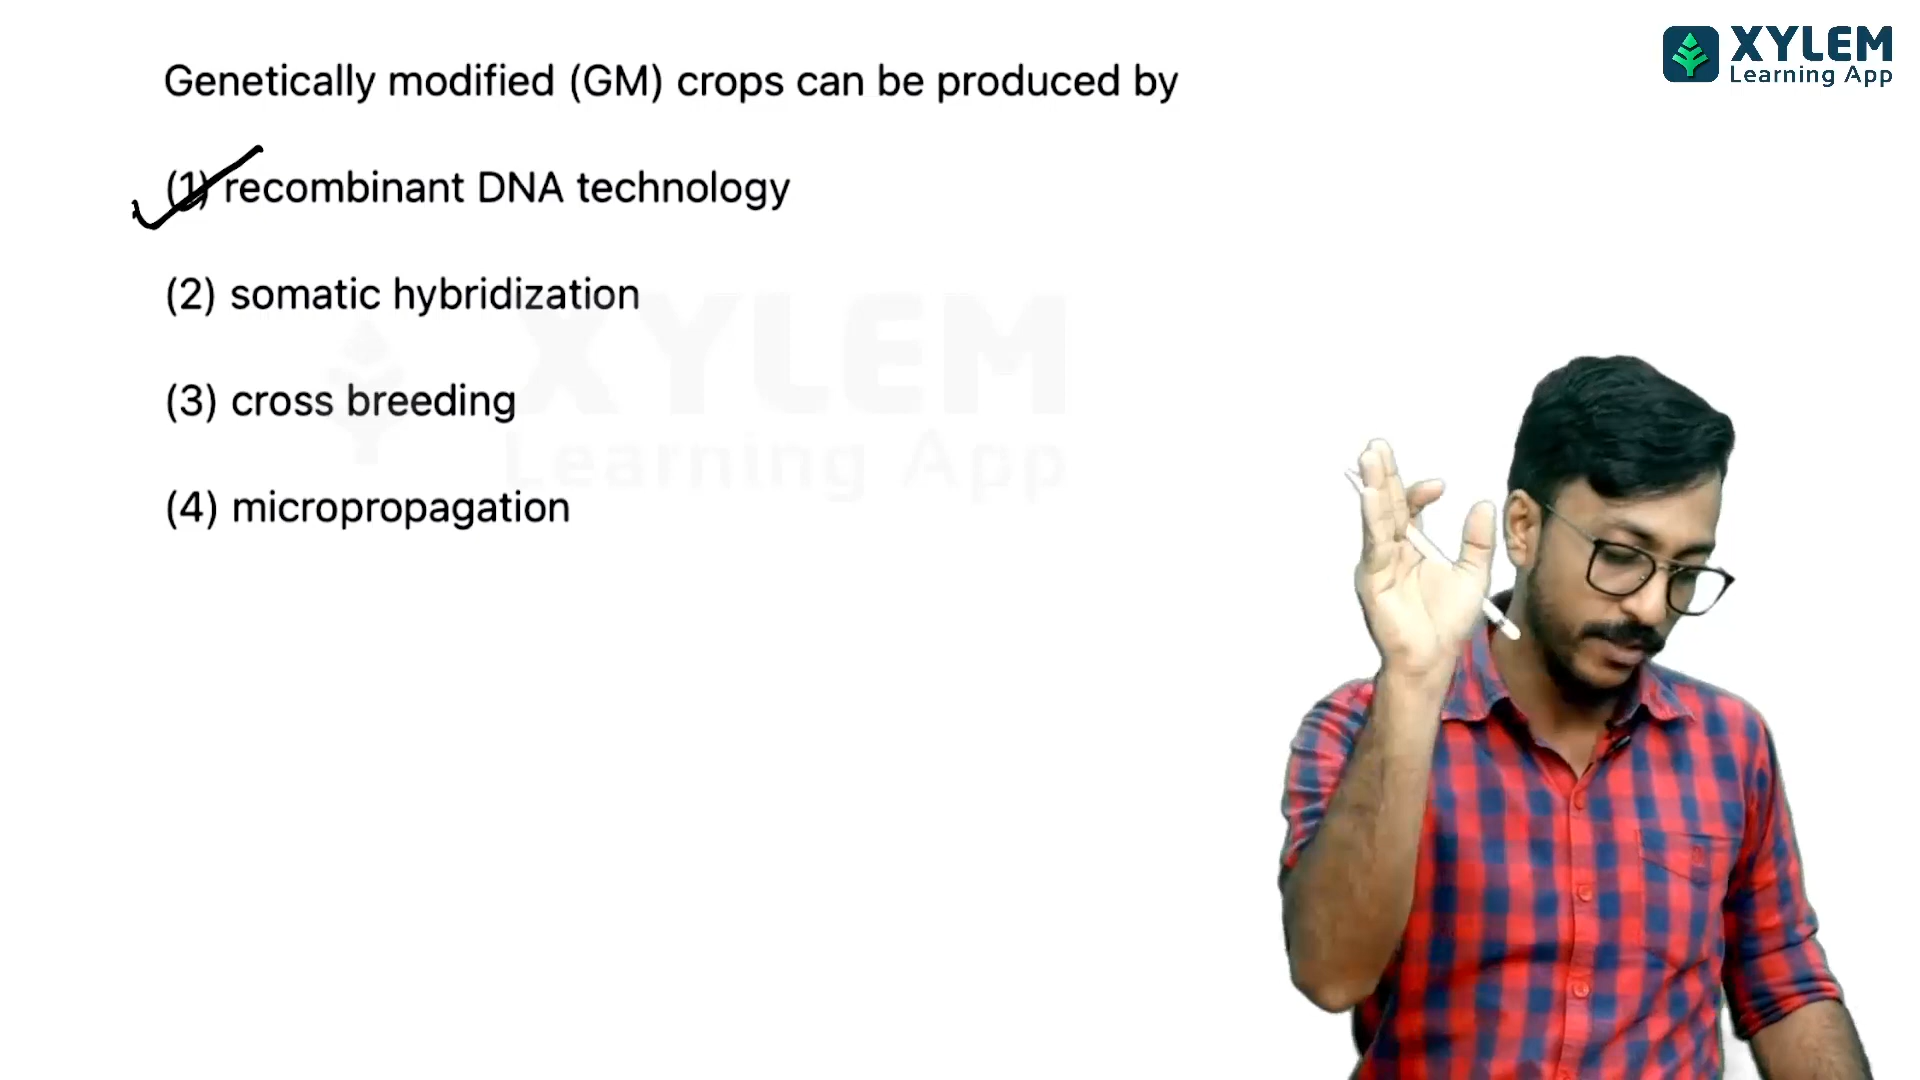 XYLEM
Learning App
Genetically modified (GM) crops can be produced by
(1) recombinant DNA technology
(2) somatic hybridization
(3) cross breeding
(4) micropropagation
XYLEM
Learning App